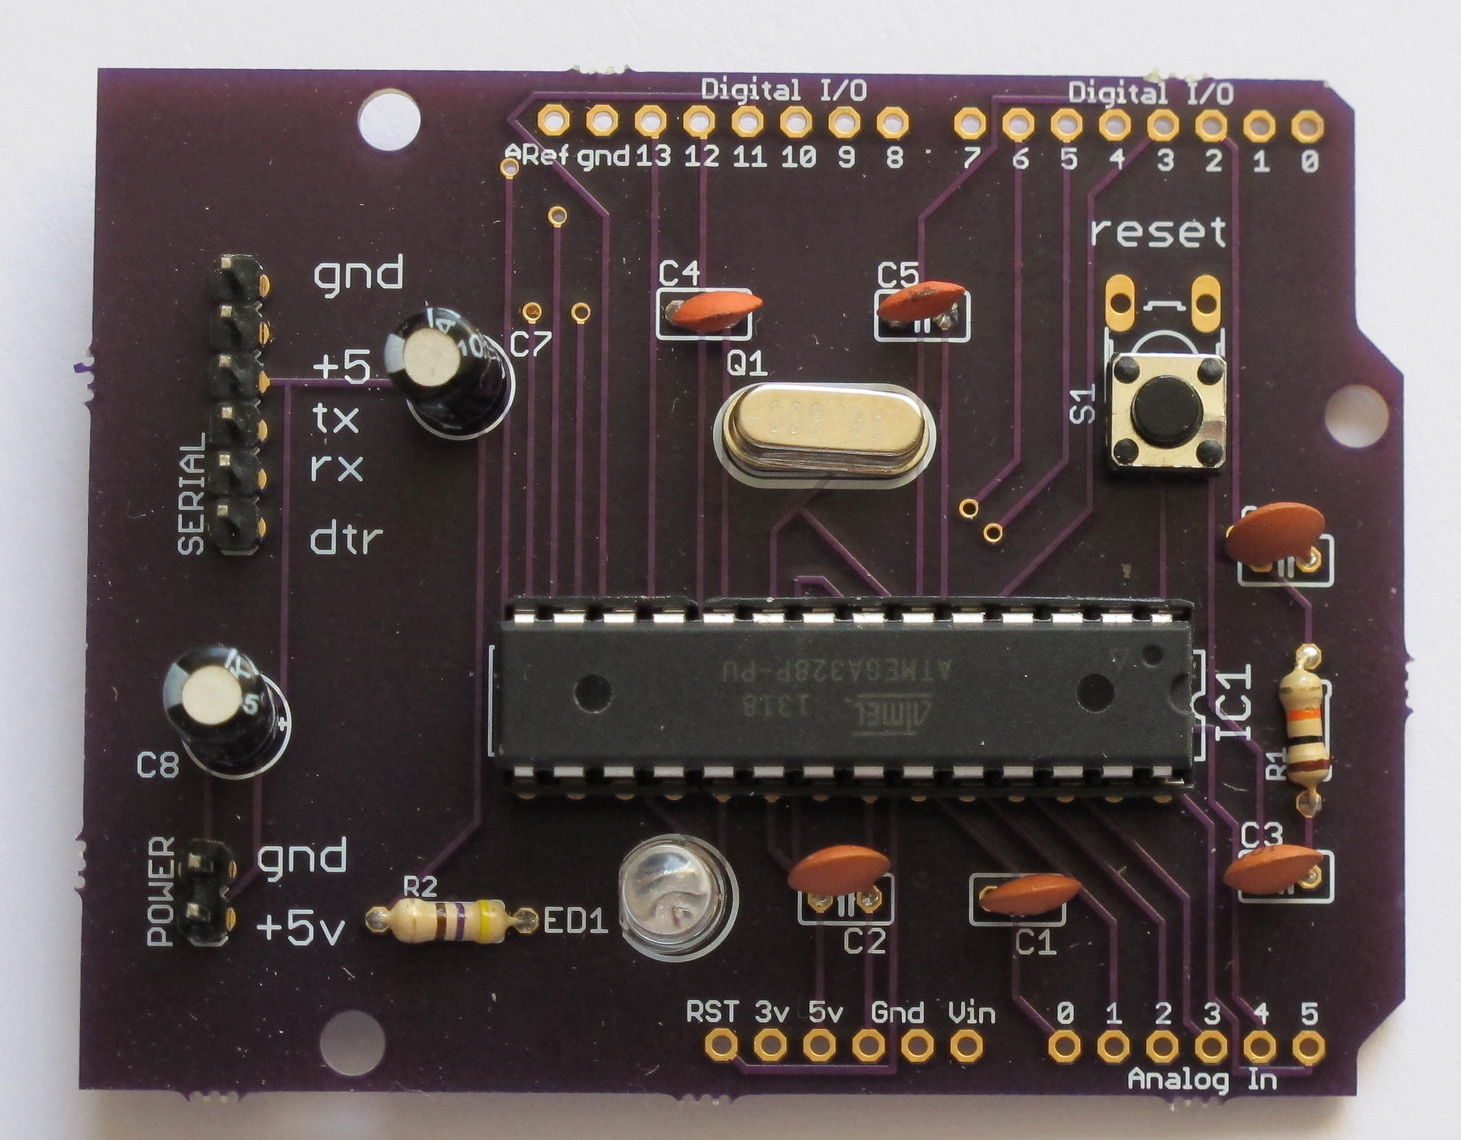 Digital I/O Digital I/O
ARef gnd 13 12 11 10 9 8 7 6 5 4 3 2 1 0
reset
gnd
C4
C5
C7
+5
Q1
S1
tx
rx
SERIAL
dtr
ATMEGA328P-PU
1318
ATMEL
IC1
R1
C8
C3
gnd
POWER
+5v
R2
ED1
C2
C1
RST 3v 5v Gnd Vin
0 1 2 3 4 5
Analog In